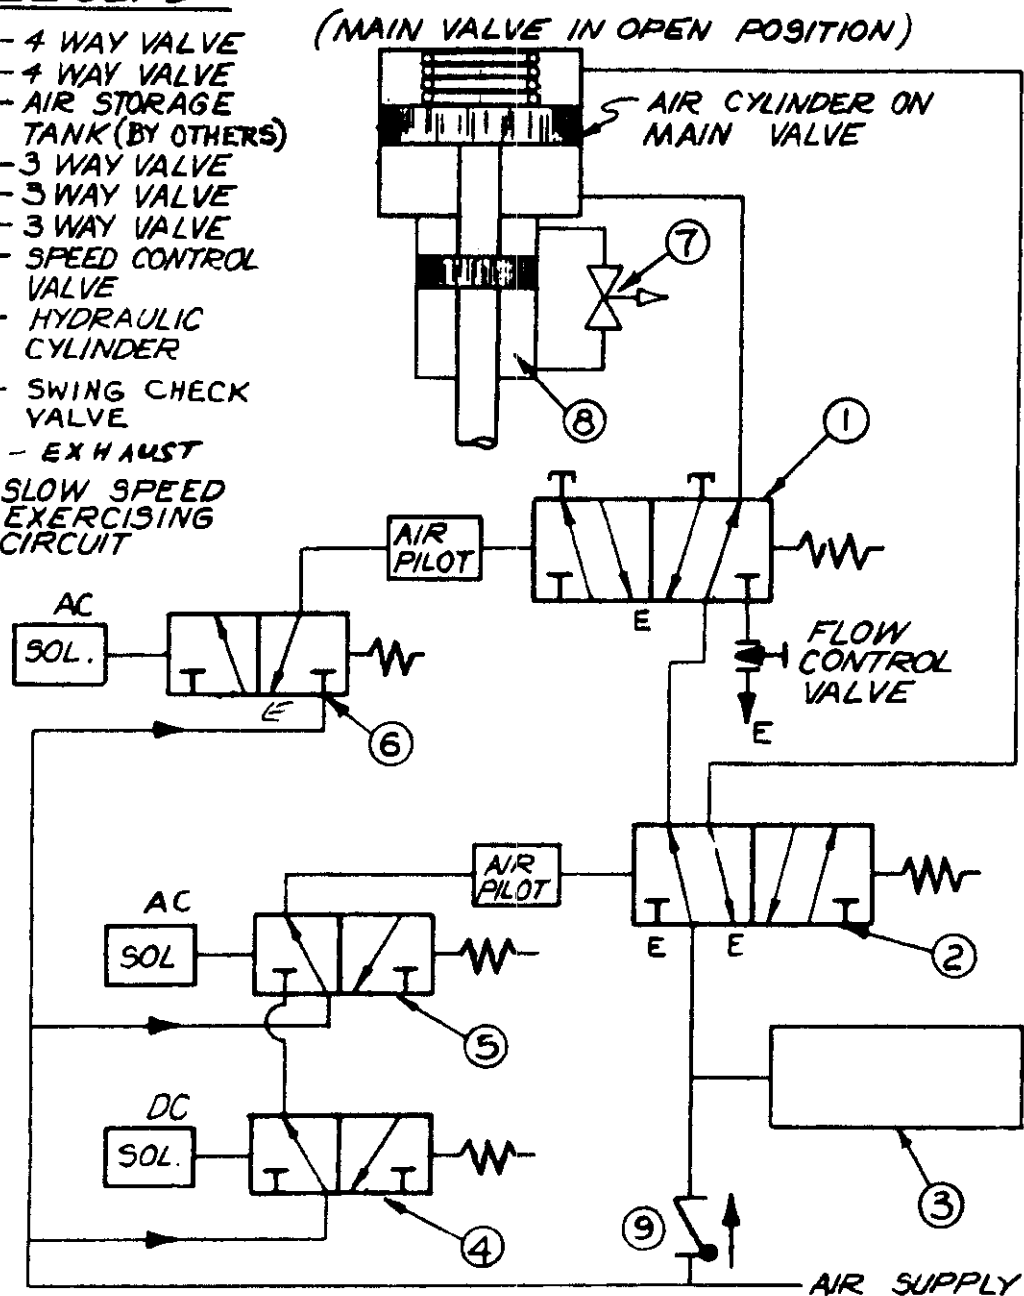 (MAIN VALVE IN OPEN POSITION)
- 4 WAY VALVE
- 4 WAY VALVE
- AIR STORAGE
TANK (BY OTHERS)
- 3 WAY VALVE
- 3 WAY VALVE
- 3 WAY VALVE
- SPEED CONTROL
VALVE
- HYDRAULIC
CYLINDER
- SWING CHECK
VALVE
- EXHAUST
SLOW SPEED
EXERCISING
CIRCUIT
AIR CYLINDER ON
MAIN VALVE
7
8
1
AIR
PILOT
E
FLOW
CONTROL
VALVE
E
AC
SOL.
E
6
AIR
PILOT
E
E
2
AC
SOL
5
DC
SOL.
4
3
9
AIR SUPPLY